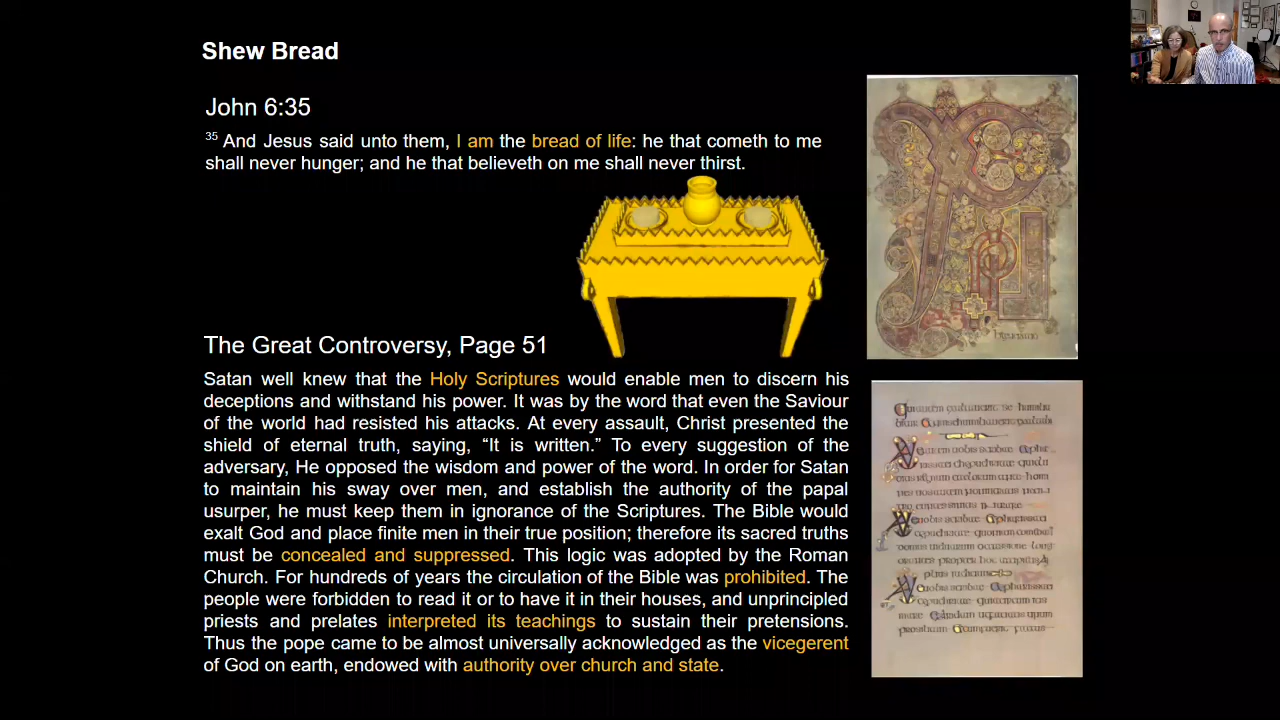 Shew Bread
John 6:35
35 And Jesus said unto them, I am the bread of life: he that cometh to me
shall never hunger; and he that believeth on me shall never thirst.
The Great Controversy, Page 51
Satan well knew that the Holy Scriptures would enable men to discern his
deceptions and withstand his power. It was by the word that even the Saviour
of the world had resisted his attacks. At every assault, Christ presented the
shield of eternal truth, saying, “It is written.” To every suggestion of the
adversary, He opposed the wisdom and power of the word. In order for Satan
to maintain his sway over men, and establish the authority of the papal
usurper, he must keep them in ignorance of the Scriptures. The Bible would
exalt God and place finite men in their true position; therefore its sacred truths
must be concealed and suppressed. This logic was adopted by the Roman
Church. For hundreds of years the circulation of the Bible was prohibited. The
people were forbidden to read it or to have it in their houses, and unprincipled
priests and prelates interpreted its teachings to sustain their pretensions.
Thus the pope came to be almost universally acknowledged as the vicegerent
of God on earth, endowed with authority over church and state.